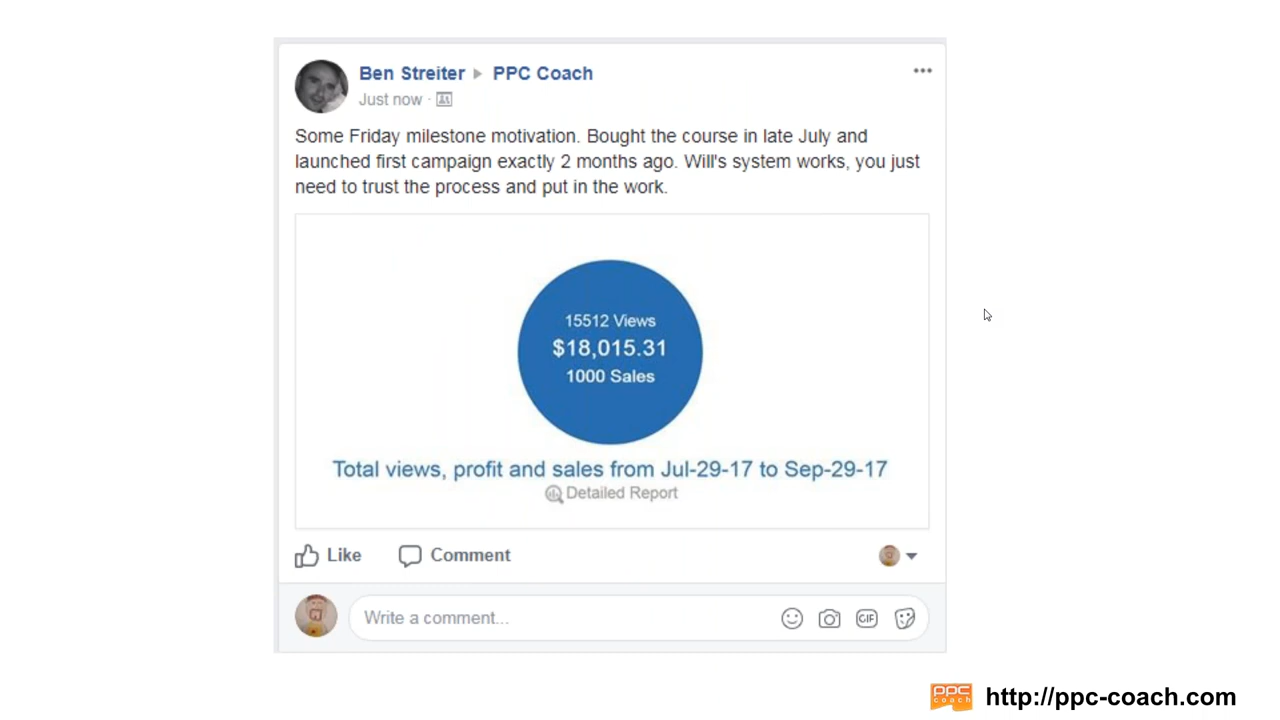 Ben Streiter ▸ PPC Coach
Just now ·
Some Friday milestone motivation. Bought the course in late July and
launched first campaign exactly 2 months ago. Will's system works, you just
need to trust the process and put in the work.
15512 Views
$18,015.31
1000 Sales
Total views, profit and sales from Jul-29-17 to Sep-29-17
Detailed Report
Like
Comment
Write a comment...
GIF
PPC
coach
http://ppc-coach.com